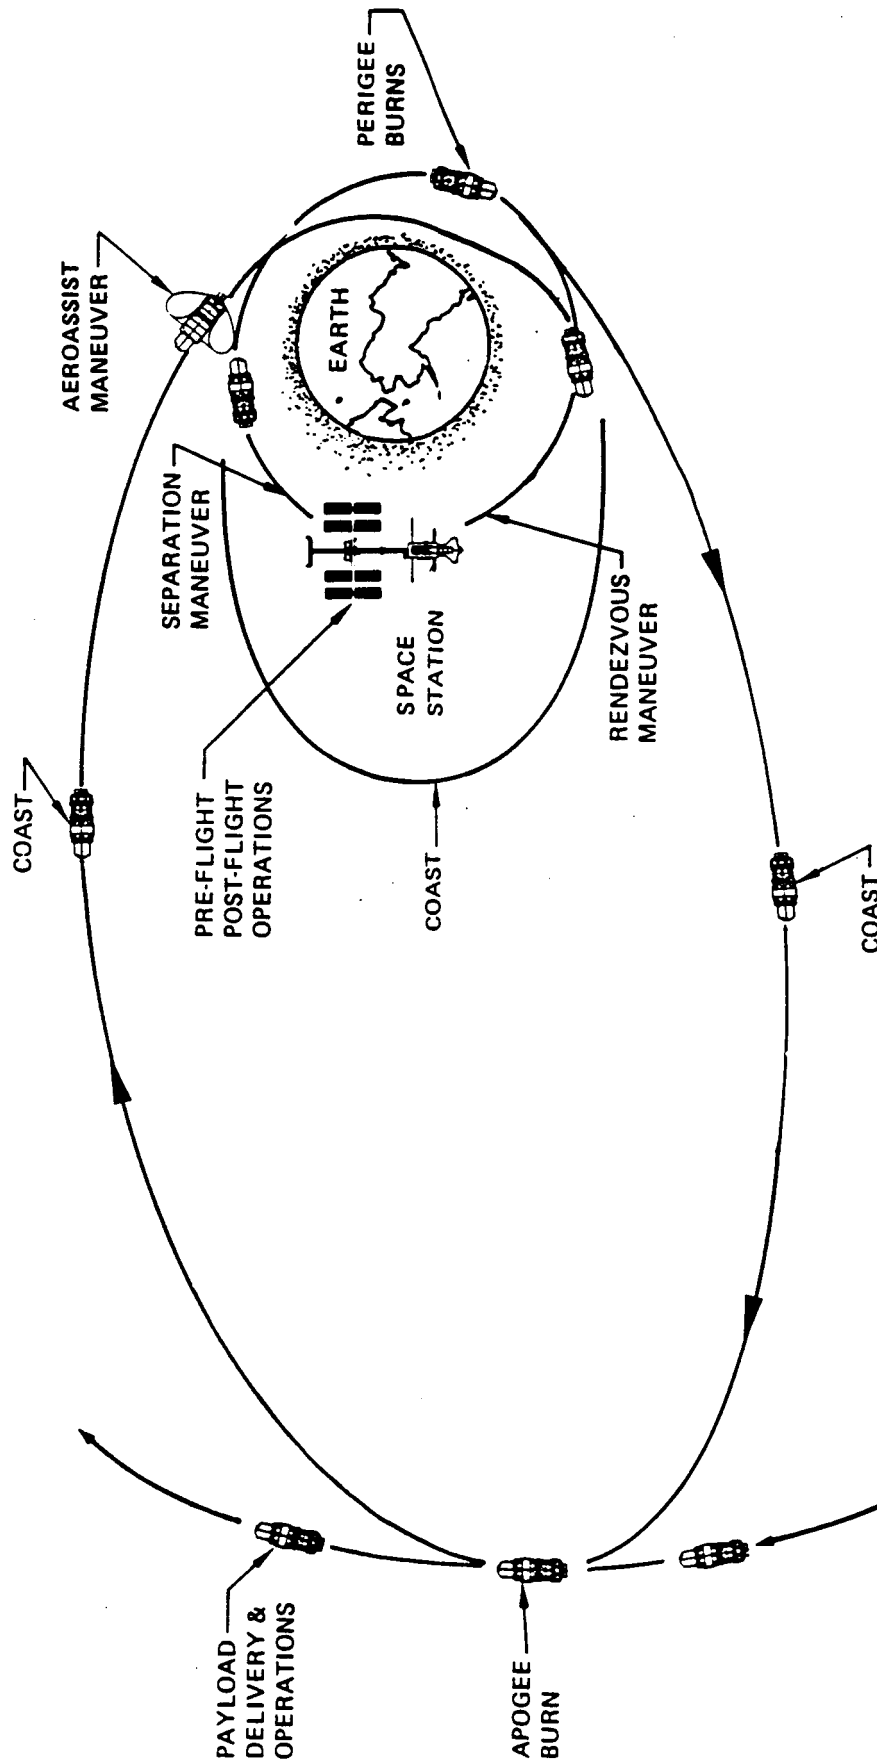 PAYLOAD
DELIVERY &
OPERATIONS
COAST
AEROASSIST
MANEUVER
SEPARATION
MANEUVER
PRE-FLIGHT
POST-FLIGHT
OPERATIONS
EARTH
PERIGEE
BURNS
SPACE
STATION
COAST
APOGEE
BURN
RENDEZVOUS
MANEUVER
COAST